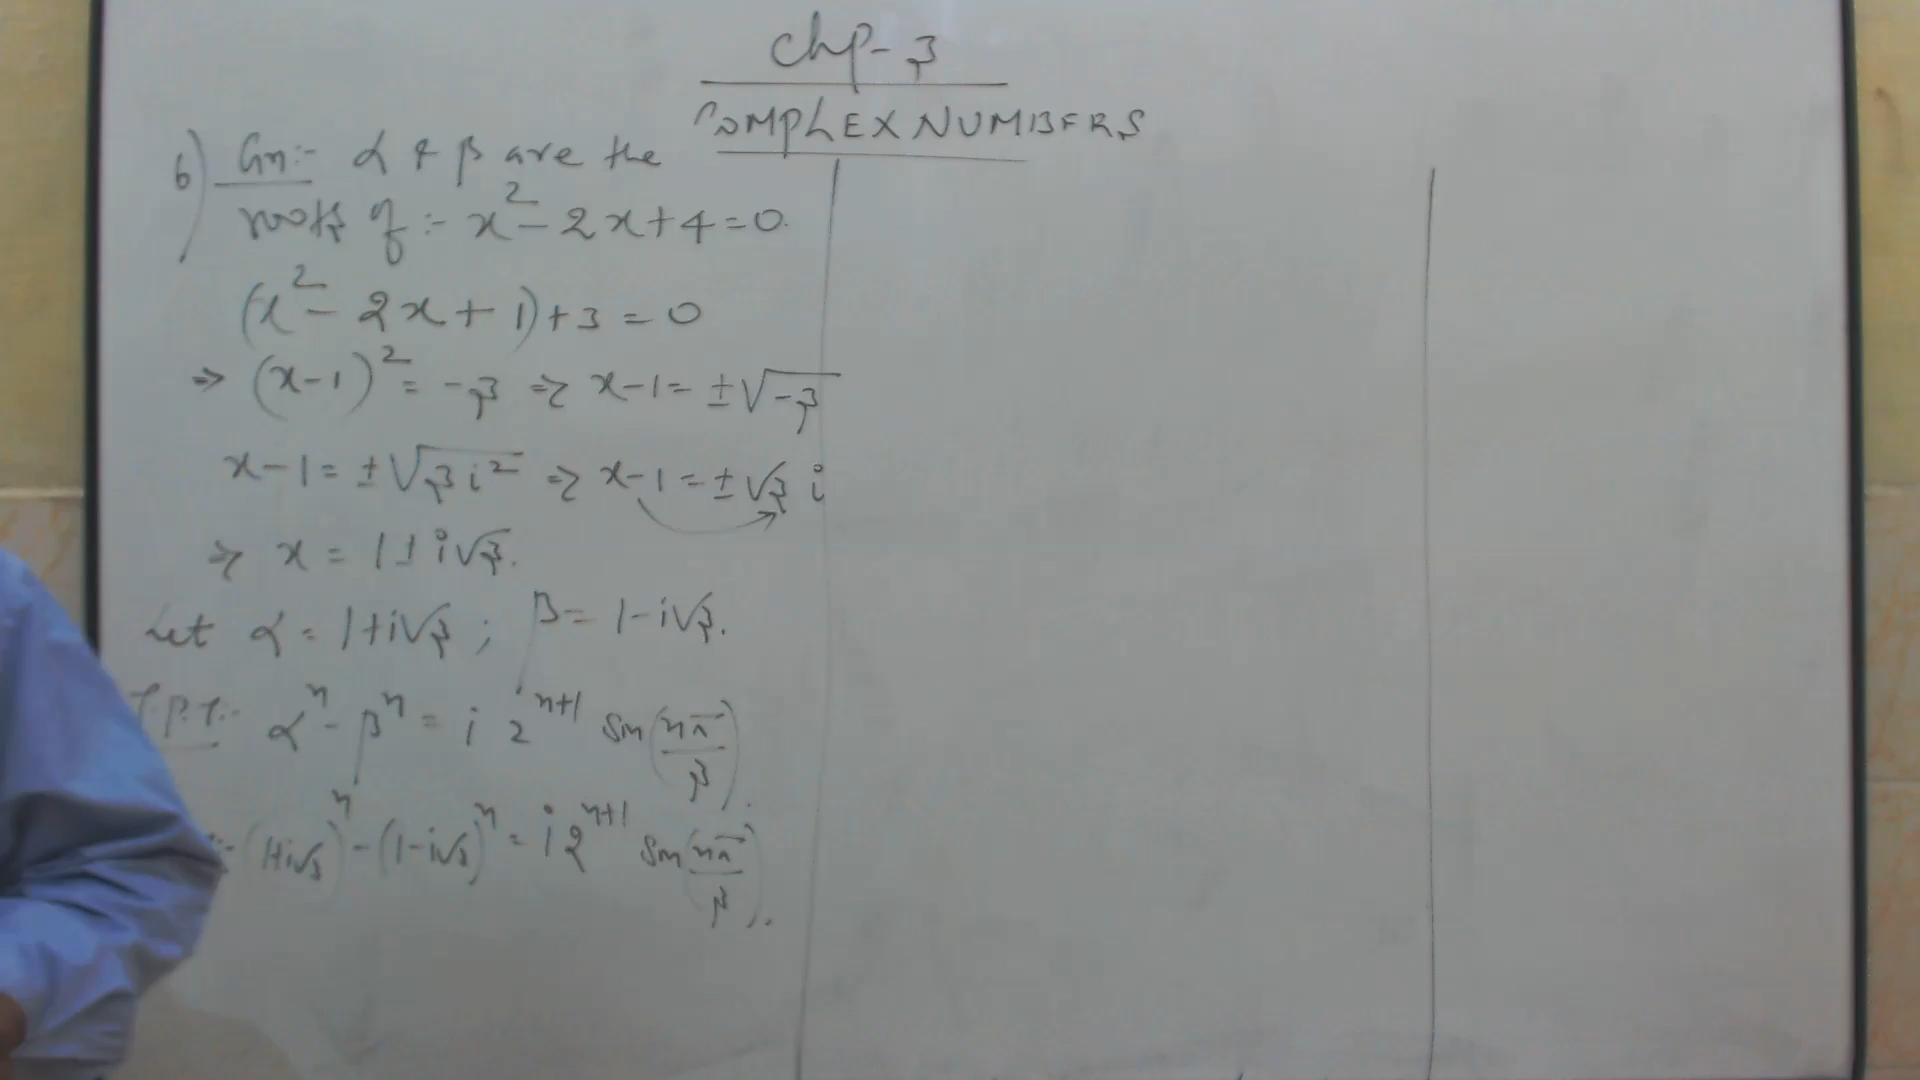 Chp-3
COMPLEX NUMBERS
6) Gn:- α & β are the
roots of :- x² - 2x + 4 = 0.
(x² - 2x + 1) + 3 = 0
⇒ (x-1)² = -3 ⇒ x-1 = ±√-3
x-1 = ±√3i² ⇒ x-1 = ±√3 i
⇒ x = 1 ± i√3.
Let α = 1+i√3 ; β = 1-i√3.
T.P.T:- αⁿ - βⁿ = i 2ⁿ⁺¹ Sin(nπ/3).
:- (1+i√3)ⁿ - (1-i√3)ⁿ = i 2ⁿ⁺¹ Sin(nπ/3).